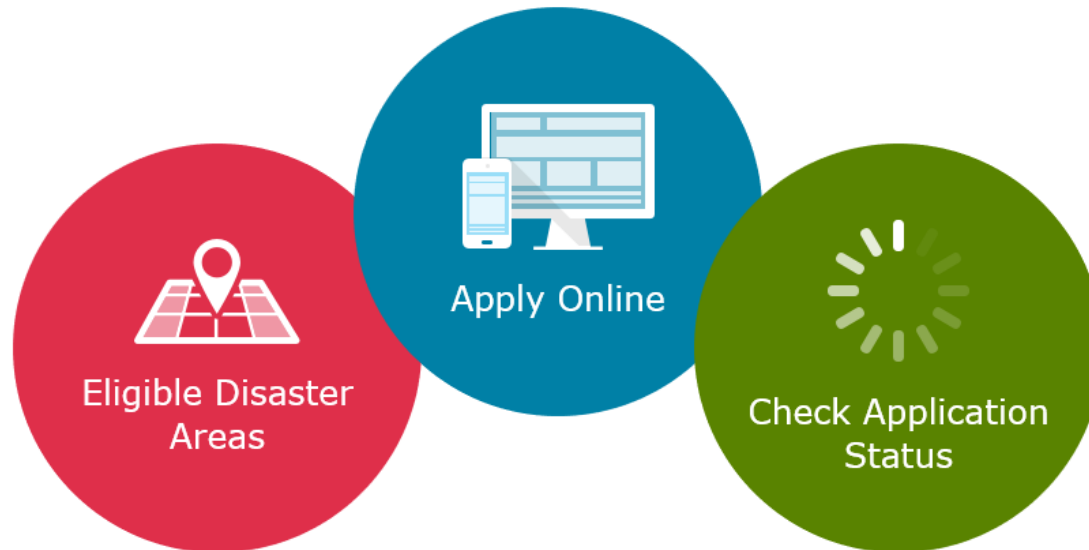 Eligible Disaster
Areas
Apply Online
Check Application
Status